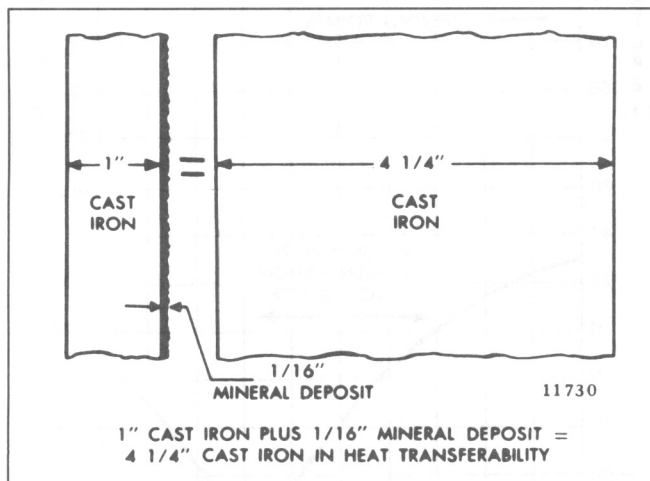 1"
=
4 1/4"
CAST
IRON
CAST
IRON
1/16"
MINERAL DEPOSIT
11730
1" CAST IRON PLUS 1/16" MINERAL DEPOSIT =
4 1/4" CAST IRON IN HEAT TRANSFERABILITY